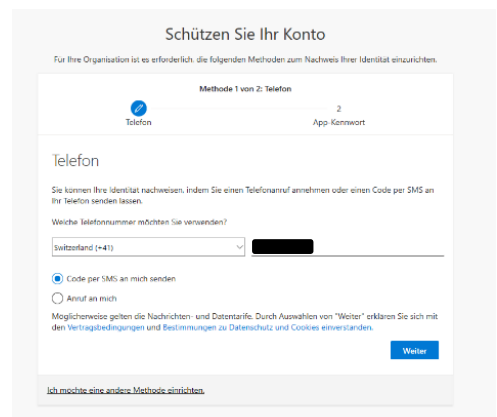 Schützen Sie Ihr Konto
Für Ihre Organisation ist es erforderlich, die folgenden Methoden zum Nachweis Ihrer Identität einzurichten.
Methode 1 von 2: Telefon
2
Telefon
App-Kennwort
Telefon
Sie können Ihre Identität nachweisen, indem Sie einen Telefonanruf annehmen oder einen Code per SMS an
Ihr Telefon senden lassen.
Welche Telefonnummer möchten Sie verwenden?
Switzerland (+41)
Code per SMS an mich senden
Anruf an mich
Möglicherweise gelten die Nachrichten- und Datentarife. Durch Auswählen von "Weiter" erklären Sie sich mit
den Vertragsbedingungen und Bestimmungen zu Datenschutz und Cookies einverstanden.
Weiter
Ich möchte eine andere Methode einrichten.